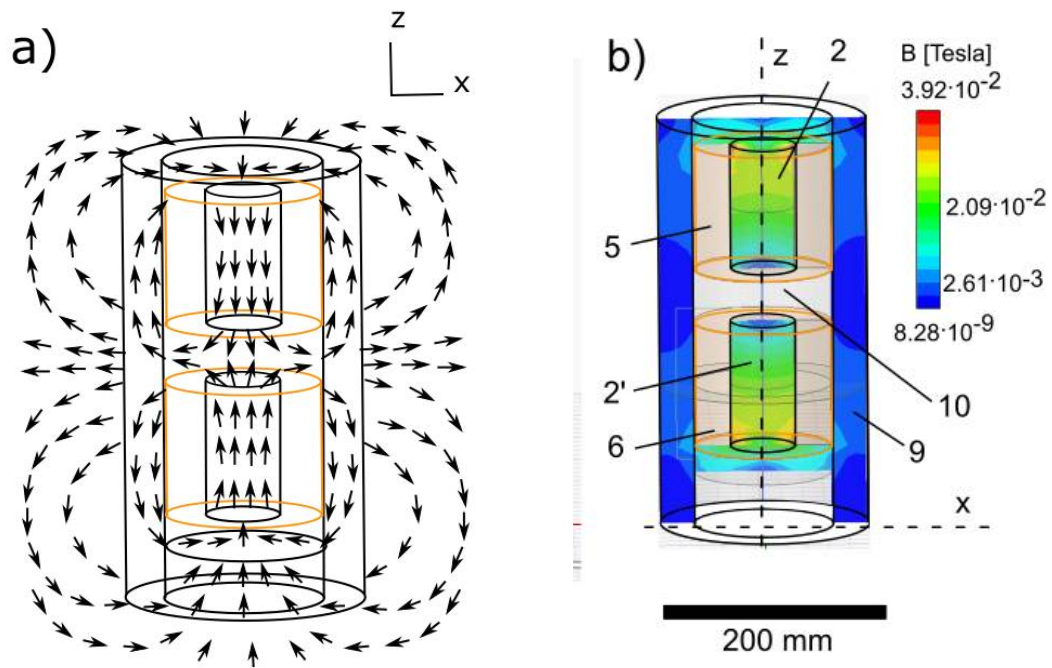 a)
z
x
b)
z
2
B [Tesla]
3.92·10⁻²
2.09·10⁻²
2.61·10⁻³
8.28·10⁻⁹
5
2'
10
6
9
x
200 mm